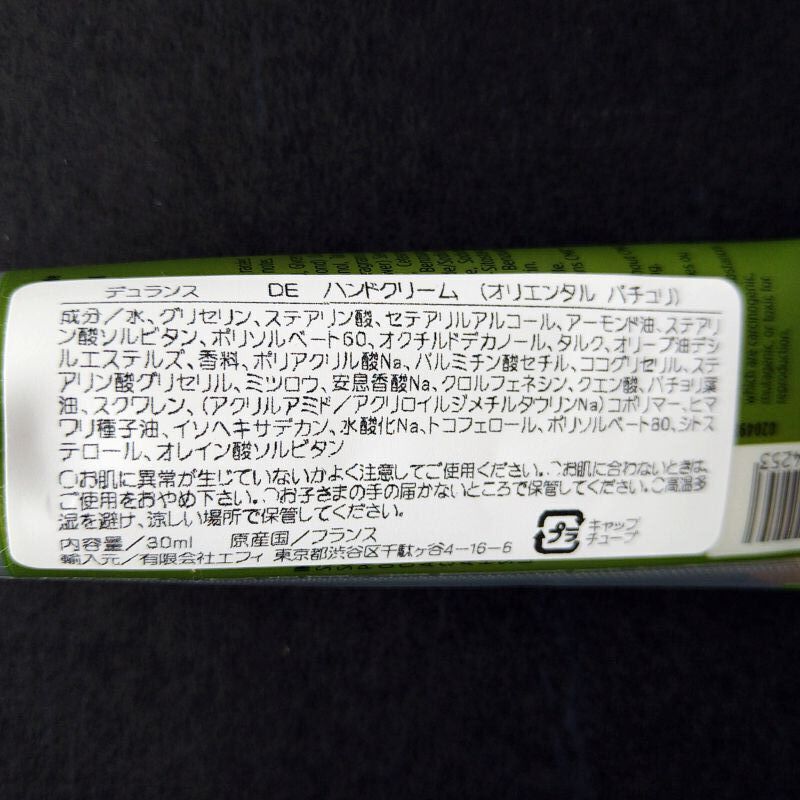 デュランス DE ハンドクリーム (オリエンタル パチュリ)
成分/水、グリセリン、ステアリン酸、セテアリルアルコール、アーモンド油、ステアリ
ン酸ソルビタン、ポリソルベート60、オクチルドデカノール、タルク、オリーブ油デシ
ルエステルズ、香料、ポリアクリル酸Na、パルミチン酸セチル、ココグリセリル、ステ
アリン酸グリセリル、ミツロウ、安息香酸Na、クロルフェネシン、クエン酸、パチョリ葉
油、スクワレン、(アクリルアミド/アクリロイルジメチルタウリンNa)コポリマー、ヒマ
ワリ種子油、イソヘキサデカン、水酸化Na、トコフェロール、ポリソルベート80、シトス
テロール、オレイン酸ソルビタン
○お肌に異常が生じていないかよく注意してご使用ください。○お肌に合わないときは、
ご使用をおやめ下さい。○お子さまの手の届かないところで保管してください。○高温多
湿を避け、涼しい場所で保管してください。
内容量/30ml 原産国/フランス
輸入元/有限会社エフィ 東京都渋谷区千駄ヶ谷4-16-6
プラ
キャップ
チューブ
4253